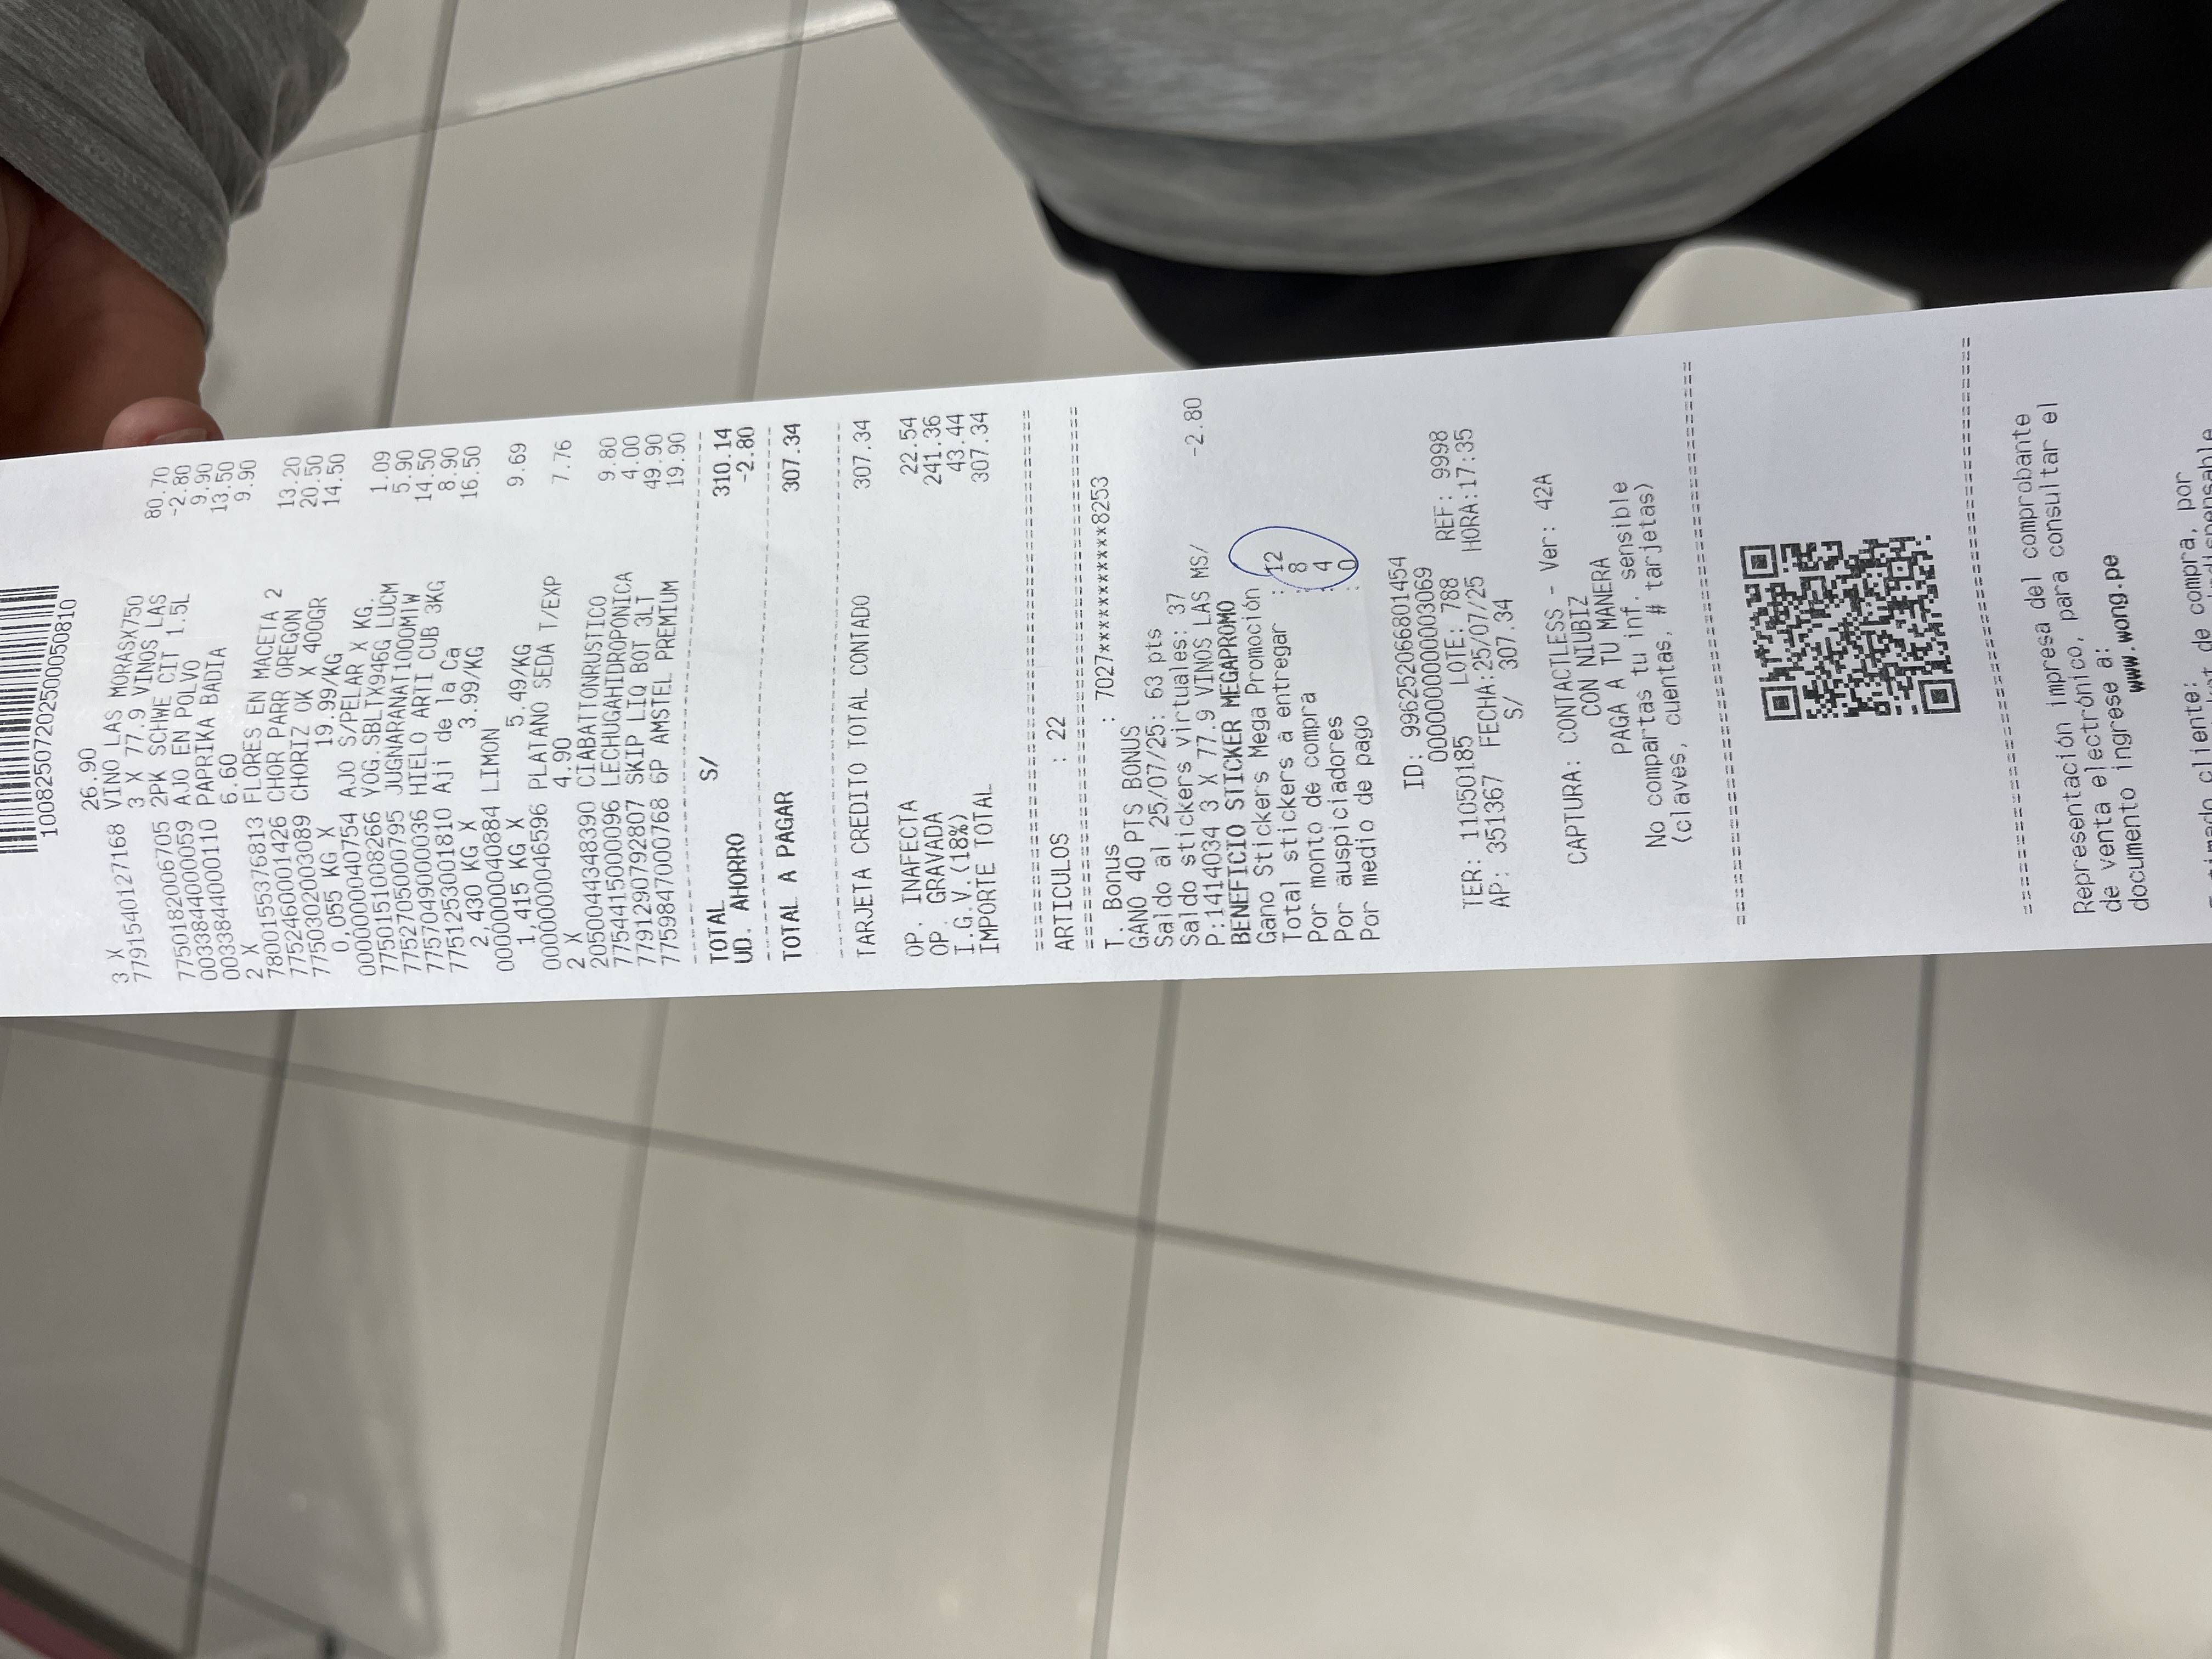 10082507202500050810
26.90
3 X
7791540127168 VINO LAS MORASX750 80.70
3 X 77.9 VINOS LAS -2.80
7750182006705 2PK SCHWE CIT 1.5L 9.90
0033844000059 AJO EN POLVO 13.50
0033844000110 PAPRIKA BADIA 9.90
2 X 6.60
7800155376813 FLORES EN MACETA 2 13.20
7752460001426 CHOR PARR OREGON 20.50
7750302003089 CHORIZ OK X 400GR 14.50
0,055 KG X 19.99/KG
0000000040754 AJO S/PELAR X KG. 1.09
7750151008266 YOG.SBLTX946G LUCM 5.90
7752705000795 JUGNARANAT1000M1W 14.50
7757049000036 HIELO ARTI CUB 3KG 8.90
7751253001810 Aji de la Ca 16.50
2,430 KG X 3.99/KG
0000000040884 LIMON 9.69
1,415 KG X 5.49/KG
0000000046596 PLATANO SEDA T/EXP 7.76
2 X 4.90
2050044348390 CIABATTONRUSTICO 9.80
7754415000096 LECHUGAHIDROPONICA 4.00
7791290792807 SKIP LIQ BOT 3LT 49.90
7759847000768 6P AMSTEL PREMIUM 19.90
TOTAL S/ 310.14
UD. AHORRO -2.80
TOTAL A PAGAR 307.34
TARJETA CREDITO TOTAL CONTADO 307.34
OP. INAFECTA 22.54
OP. GRAVADA 241.36
I.G.V.(18%) 43.44
IMPORTE TOTAL 307.34
ARTICULOS : 22
T. Bonus : 7027***********8253
GANO 40 PTS BONUS
Saldo al 25/07/25: 63 pts
Saldo stickers virtuales: 37
P:1414034 3 X 77.9 VINOS LAS MS/ -2.80
BENEFICIO STICKER MEGAPROMO
Gano Stickers Mega Promoción
Total stickers a entregar : 12
Por monto de compra : 8
Por auspiciadores : 4
Por medio de pago : 0
ID: 996252066801454
0000000000003069
TER: 11050185 LOTE: 788 REF: 9998
AP: 351367 FECHA:25/07/25 HORA:17:35
S/ 307.34
CAPTURA: CONTACTLESS - Ver: 42A
CON NIUBIZ
PAGA A TU MANERA
No compartas tu inf. sensible
(claves, cuentas, # tarjetas)
Representación impresa del comprobante
de venta electrónico, para consultar el
documento ingrese a:
www.wong.pe
cliente:
de compra, por